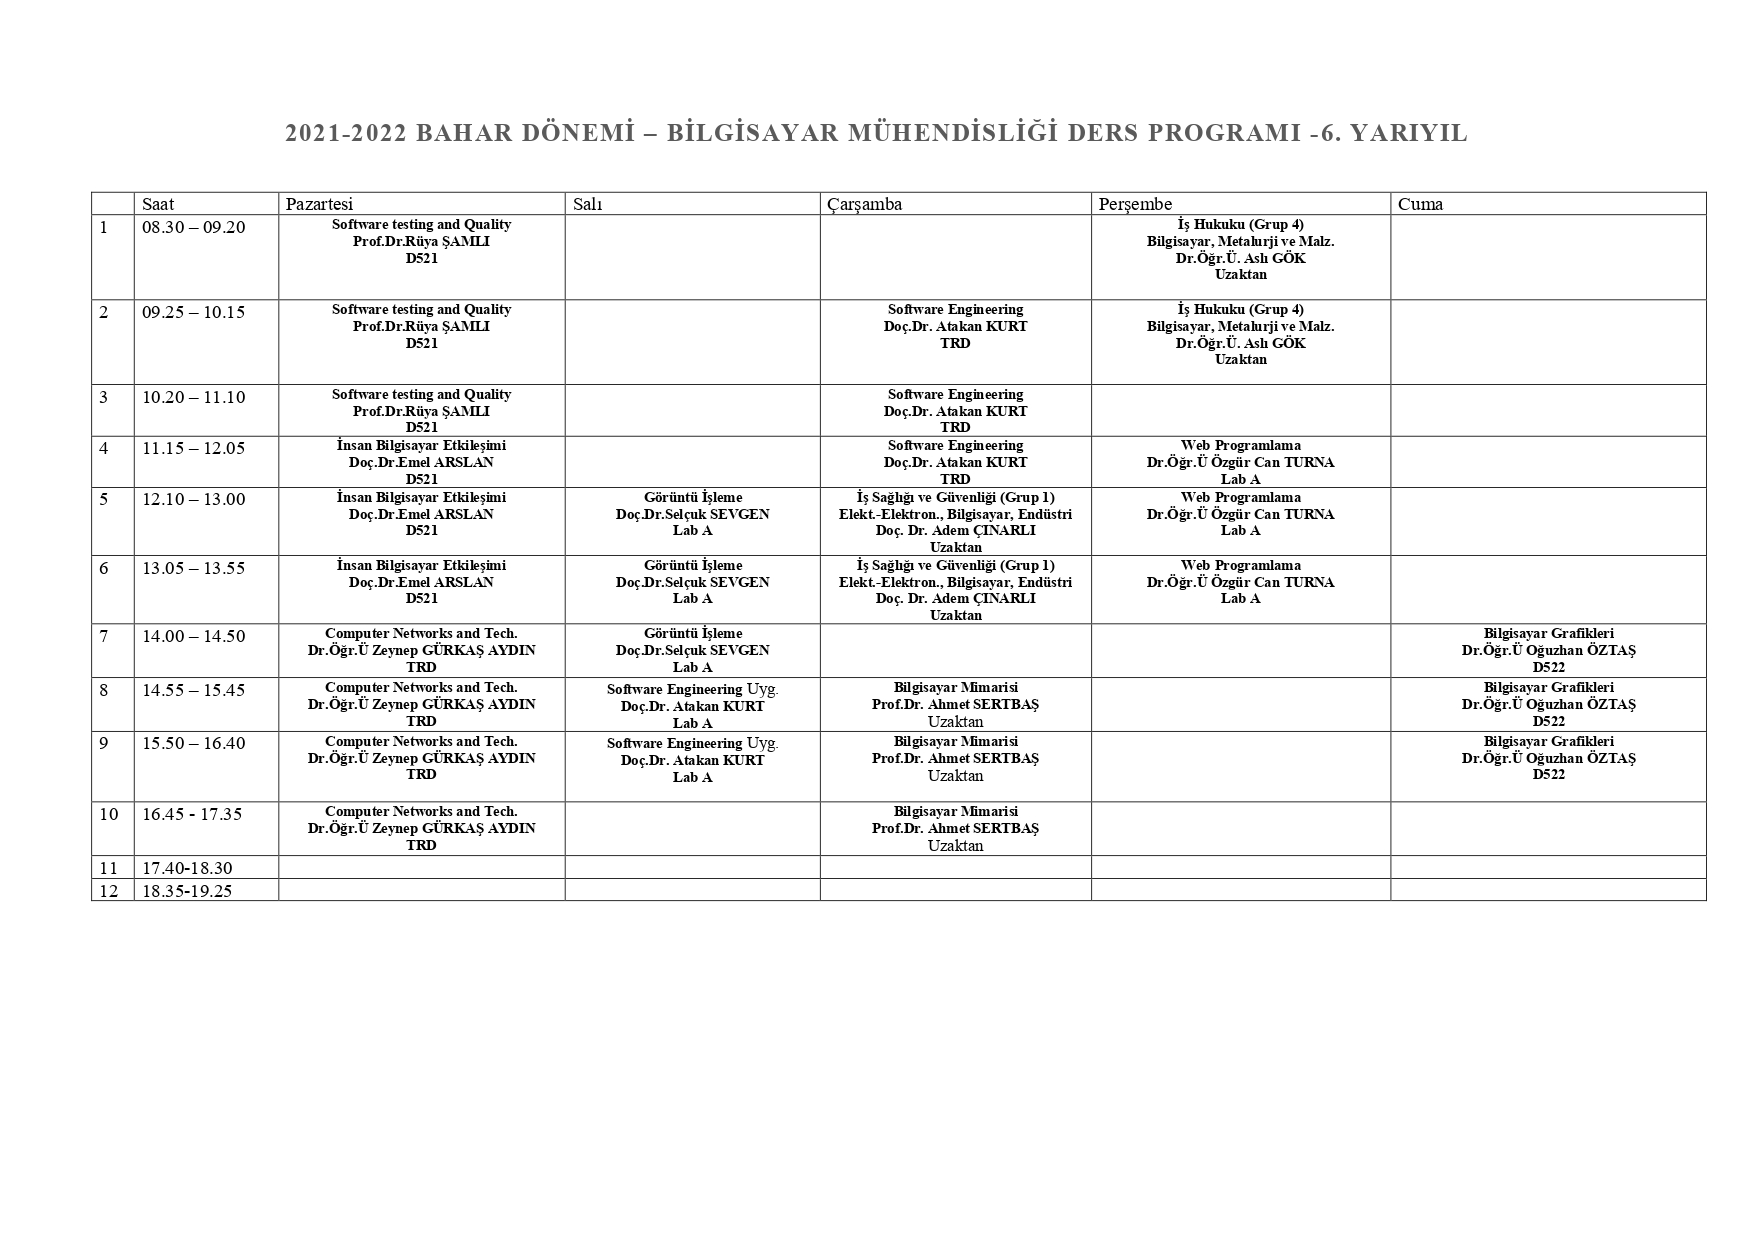 2021-2022 BAHAR DÖNEMİ – BİLGİSAYAR MÜHENDİSLİĞİ DERS PROGRAMI -6. YARIYIL
Saat Pazartesi Salı Çarşamba Perşembe Cuma
1 08.30 – 09.20
Software testing and Quality
Prof.Dr.Rüya ŞAMLI
D521
İş Hukuku (Grup 4)
Bilgisayar, Metalurji ve Malz.
Dr.Öğr.Ü. Aslı GÖK
Uzaktan
2 09.25 – 10.15
Software testing and Quality
Prof.Dr.Rüya ŞAMLI
D521
Software Engineering
Doç.Dr. Atakan KURT
TRD
İş Hukuku (Grup 4)
Bilgisayar, Metalurji ve Malz.
Dr.Öğr.Ü. Aslı GÖK
Uzaktan
3 10.20 – 11.10
Software testing and Quality
Prof.Dr.Rüya ŞAMLI
D521
Software Engineering
Doç.Dr. Atakan KURT
TRD
4 11.15 – 12.05
İnsan Bilgisayar Etkileşimi
Doç.Dr.Emel ARSLAN
D521
Software Engineering
Doç.Dr. Atakan KURT
TRD
Web Programlama
Dr.Öğr.Ü Özgür Can TURNA
Lab A
5 12.10 – 13.00
İnsan Bilgisayar Etkileşimi
Doç.Dr.Emel ARSLAN
D521
Görüntü İşleme
Doç.Dr.Selçuk SEVGEN
Lab A
İş Sağlığı ve Güvenliği (Grup 1)
Elekt.-Elektron., Bilgisayar, Endüstri
Doç. Dr. Adem ÇINARLI
Uzaktan
Web Programlama
Dr.Öğr.Ü Özgür Can TURNA
Lab A
6 13.05 – 13.55
İnsan Bilgisayar Etkileşimi
Doç.Dr.Emel ARSLAN
D521
Görüntü İşleme
Doç.Dr.Selçuk SEVGEN
Lab A
İş Sağlığı ve Güvenliği (Grup 1)
Elekt.-Elektron., Bilgisayar, Endüstri
Doç. Dr. Adem ÇINARLI
Uzaktan
Web Programlama
Dr.Öğr.Ü Özgür Can TURNA
Lab A
7 14.00 – 14.50
Computer Networks and Tech.
Dr.Öğr.Ü Zeynep GÜRKAŞ AYDIN
TRD
Görüntü İşleme
Doç.Dr.Selçuk SEVGEN
Lab A
Bilgisayar Grafikleri
Dr.Öğr.Ü Oğuzhan ÖZTAŞ
D522
8 14.55 – 15.45
Computer Networks and Tech.
Dr.Öğr.Ü Zeynep GÜRKAŞ AYDIN
TRD
Software Engineering Uyg.
Doç.Dr. Atakan KURT
Lab A
Bilgisayar Mimarisi
Prof.Dr. Ahmet SERTBAŞ
Uzaktan
Bilgisayar Grafikleri
Dr.Öğr.Ü Oğuzhan ÖZTAŞ
D522
9 15.50 – 16.40
Computer Networks and Tech.
Dr.Öğr.Ü Zeynep GÜRKAŞ AYDIN
TRD
Software Engineering Uyg.
Doç.Dr. Atakan KURT
Lab A
Bilgisayar Mimarisi
Prof.Dr. Ahmet SERTBAŞ
Uzaktan
Bilgisayar Grafikleri
Dr.Öğr.Ü Oğuzhan ÖZTAŞ
D522
10 16.45 - 17.35
Computer Networks and Tech.
Dr.Öğr.Ü Zeynep GÜRKAŞ AYDIN
TRD
Bilgisayar Mimarisi
Prof.Dr. Ahmet SERTBAŞ
Uzaktan
11 17.40-18.30
12 18.35-19.25